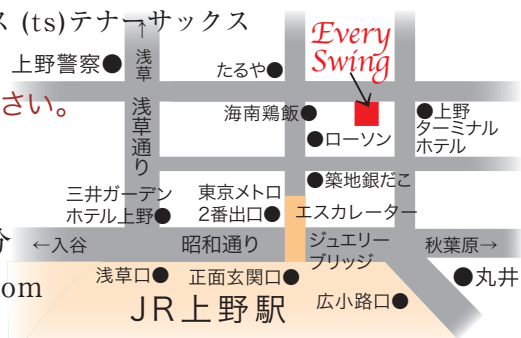 ス (ts)テナーサックス
さい。
分
om
Every
Swing
↑
浅草
上野警察●
たるや●
浅草通り
海南鶏飯●
●ローソン
●上野
ターミナル
ホテル
●築地銀だこ
三井ガーデン
ホテル上野●
東京メトロ
2番出口●
エスカレーター
←入谷
昭和通り
ジュエリー
ブリッジ
秋葉原→
浅草口●
正面玄関口●
広小路口●
●丸井
JR上野駅